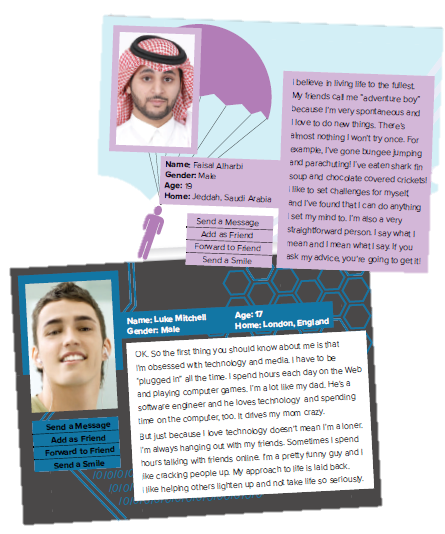 I believe in living life to the fullest.
My friends call me "adventure boy"
because I'm very spontaneous and
I love to do new things. There's
almost nothing I won't try once. For
example, I've gone bungee jumping
and parachuting! I've eaten shark fin
soup and chocolate covered crickets!
I like to set challenges for myself,
and I've found that I can do anything
I set my mind to. I'm also a very
straightforward person. I say what I
mean and I mean what I say. If you
ask my advice, you're going to get it!
Name: Faisal Alharbi
Gender: Male
Age: 19
Home: Jeddah, Saudi Arabia
Send a Message
Add as Friend
Forward to Friend
Send a Smile
Name: Luke Mitchell
Gender: Male
Age: 17
Home: London, England
OK. So the first thing you should know about me is that
I'm obsessed with technology and media. I have to be
"plugged in" all the time. I spend hours each day on the Web
and playing computer games. I'm a lot like my dad. He's a
software engineer and he loves technology and spending
time on the computer, too. It drives my mom crazy.
But just because I love technology doesn't mean I'm a loner.
I'm always hanging out with my friends. Sometimes I spend
hours talking with friends online. I'm a pretty funny guy and I
like cracking people up. My approach to life is laid back.
I like helping others lighten up and not take life so seriously.
Send a Message
Add as Friend
Forward to Friend
Send a Smile